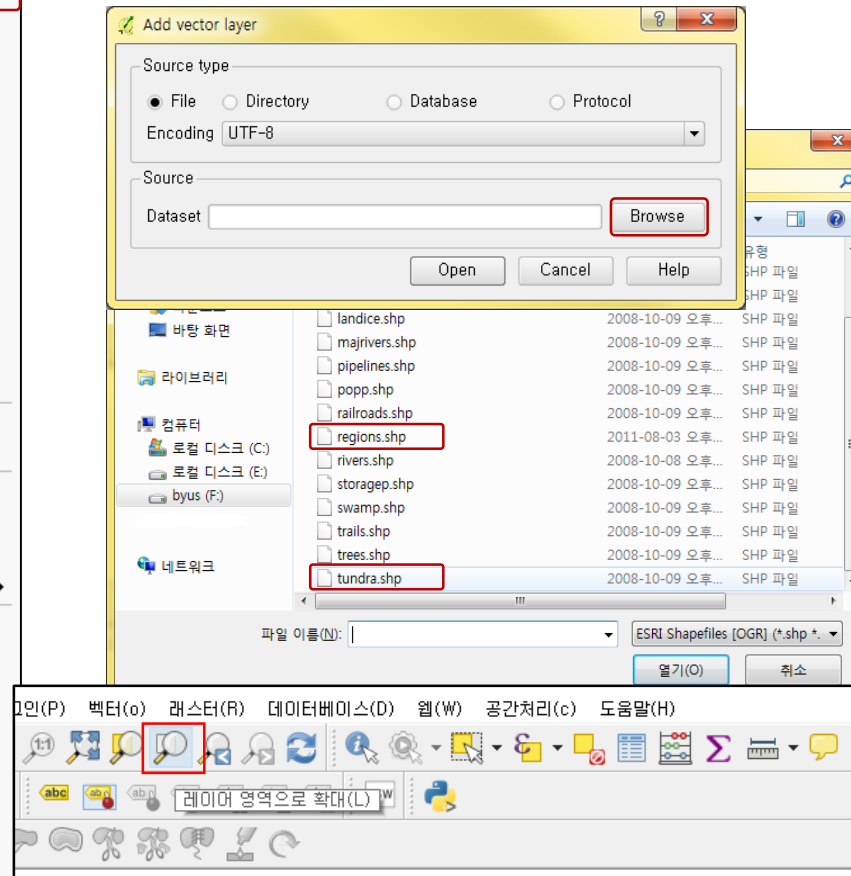 Add vector layer
Source type
File Directory Database Protocol
Encoding UTF-8
Source
Dataset Browse
Open Cancel Help
유형
SHP 파일
SHP 파일
바탕 화면
라이브러리
컴퓨터
로컬 디스크 (C:)
로컬 디스크 (E:)
byus (F:)
네트워크
landice.shp 2008-10-09 오후... SHP 파일
majrivers.shp 2008-10-09 오후... SHP 파일
pipelines.shp 2008-10-09 오후... SHP 파일
popp.shp 2008-10-09 오후... SHP 파일
railroads.shp 2008-10-09 오후... SHP 파일
regions.shp 2011-08-03 오후... SHP 파일
rivers.shp 2008-10-08 오후... SHP 파일
storagep.shp 2008-10-09 오후... SHP 파일
swamp.shp 2008-10-09 오후... SHP 파일
trails.shp 2008-10-09 오후... SHP 파일
trees.shp 2008-10-09 오후... SHP 파일
tundra.shp 2008-10-09 오후... SHP 파일
파일 이름(N): ESRI Shapefiles [OGR] (*.shp *.
열기(O) 취소
그인(P) 벡터(o) 래스터(R) 데이터베이스(D) 웹(W) 공간처리(c) 도움말(H)
1:1
abc ab ab
레이어 영역으로 확대(L)